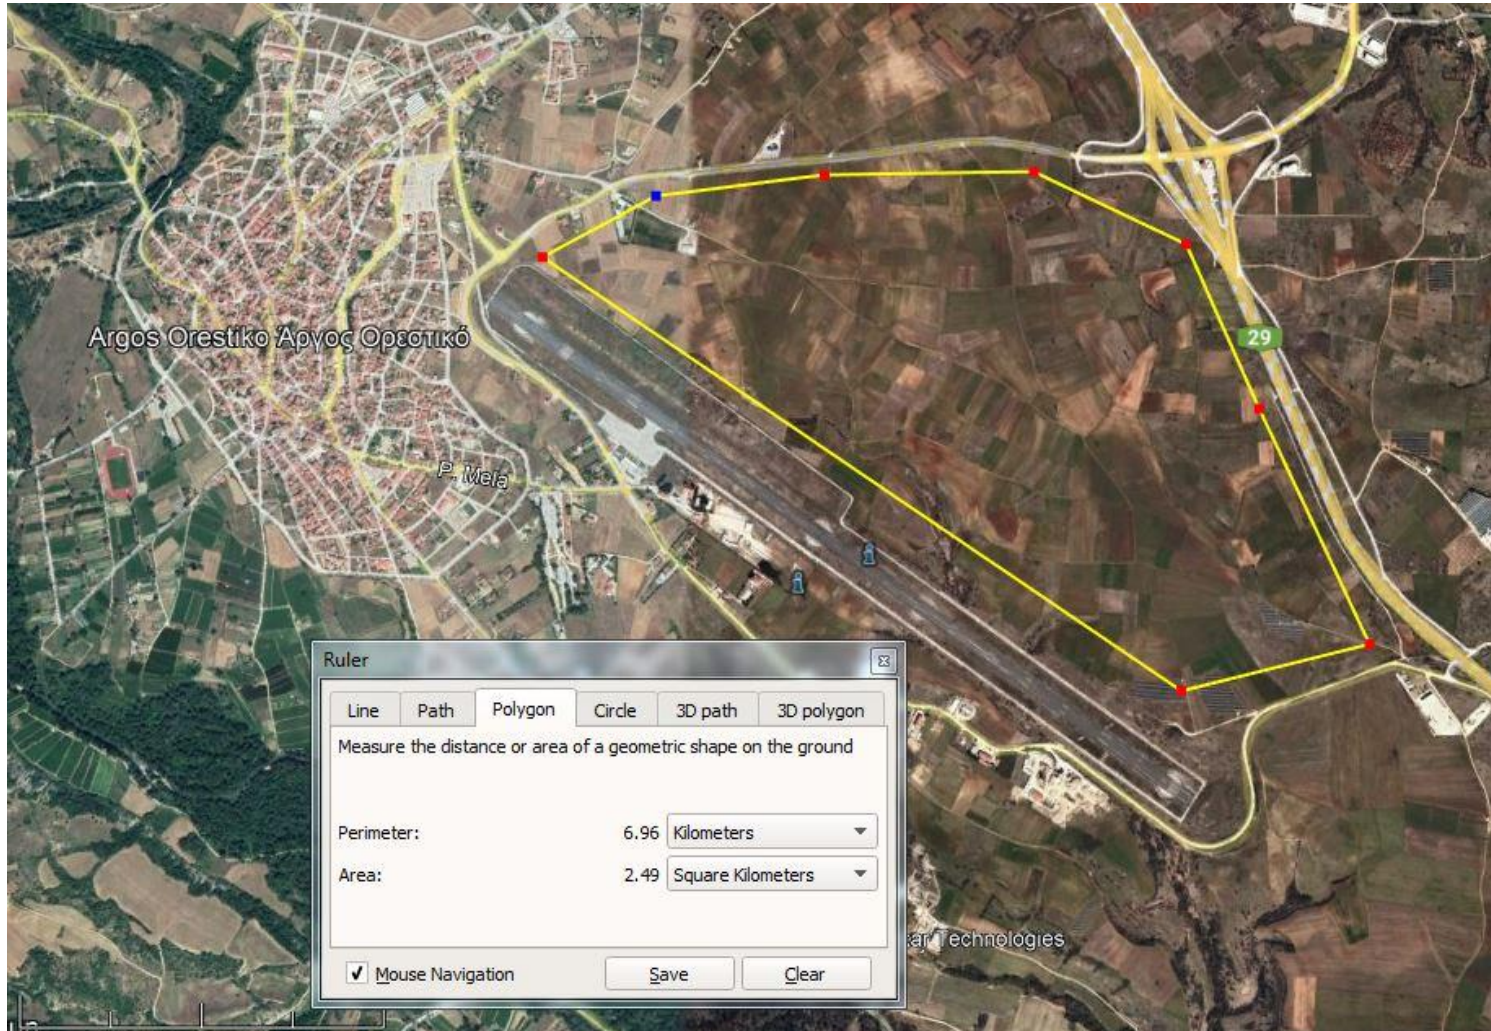 Argos Orestiko Άργος Ορεστικό
29
P. Mela
Ruler
Line Path Polygon Circle 3D path 3D polygon
Measure the distance or area of a geometric shape on the ground
Perimeter: 6.96 Kilometers
Area: 2.49 Square Kilometers
Technologies
Mouse Navigation Save Clear